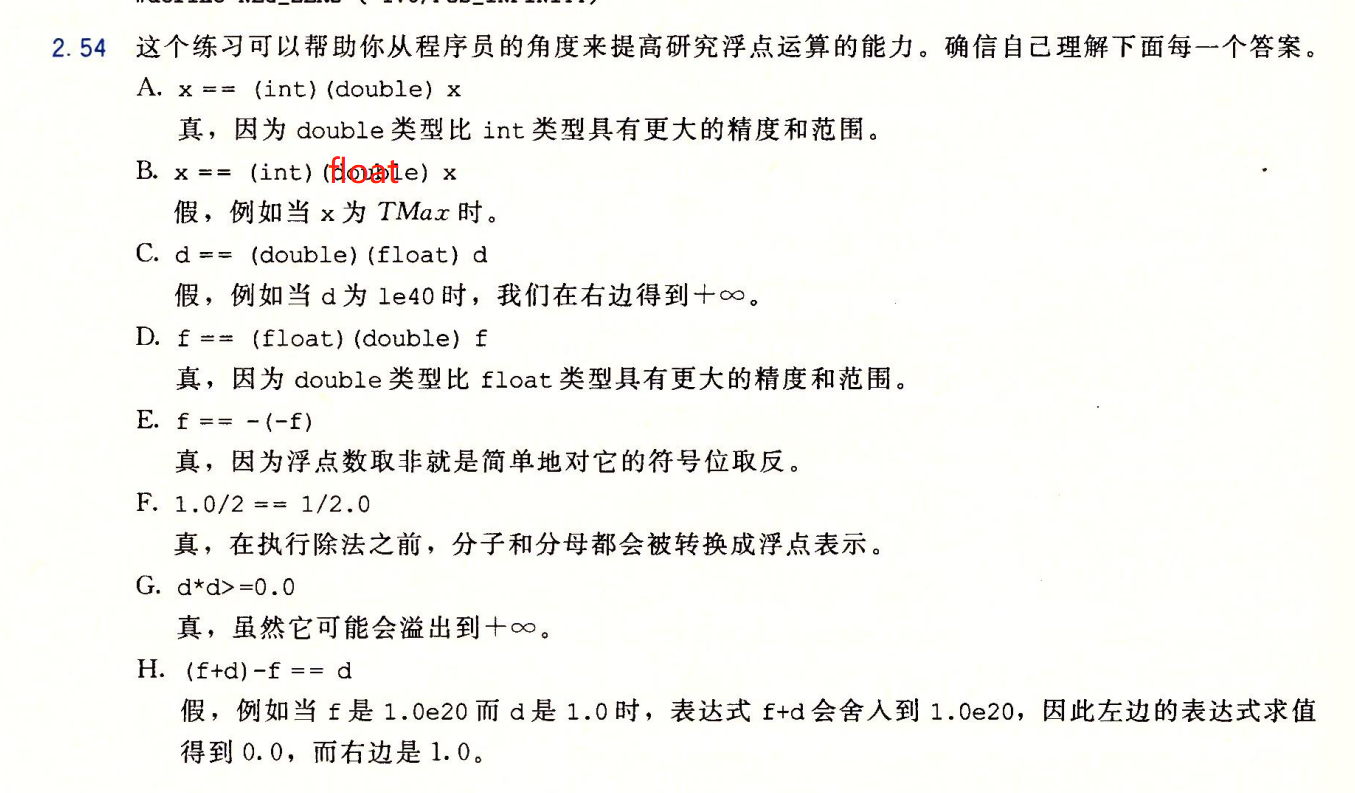 2.54 这个练习可以帮助你从程序员的角度来提高研究浮点运算的能力。确信自己理解下面每一个答案。
A. x == (int)(double) x
真，因为 double 类型比 int 类型具有更大的精度和范围。
B. x == (int)(float) x
假，例如当 x 为 TMax 时。
C. d == (double)(float) d
假，例如当 d 为 1e40 时，我们在右边得到+∞。
D. f == (float)(double) f
真，因为 double 类型比 float 类型具有更大的精度和范围。
E. f == -(-f)
真，因为浮点数取非就是简单地对它的符号位取反。
F. 1.0/2 == 1/2.0
真，在执行除法之前，分子和分母都会被转换成浮点表示。
G. d*d>=0.0
真，虽然它可能会溢出到+∞。
H. (f+d)-f == d
假，例如当 f 是 1.0e20 而 d 是 1.0 时，表达式 f+d 会舍入到 1.0e20，因此左边的表达式求值
得到 0.0，而右边是 1.0。